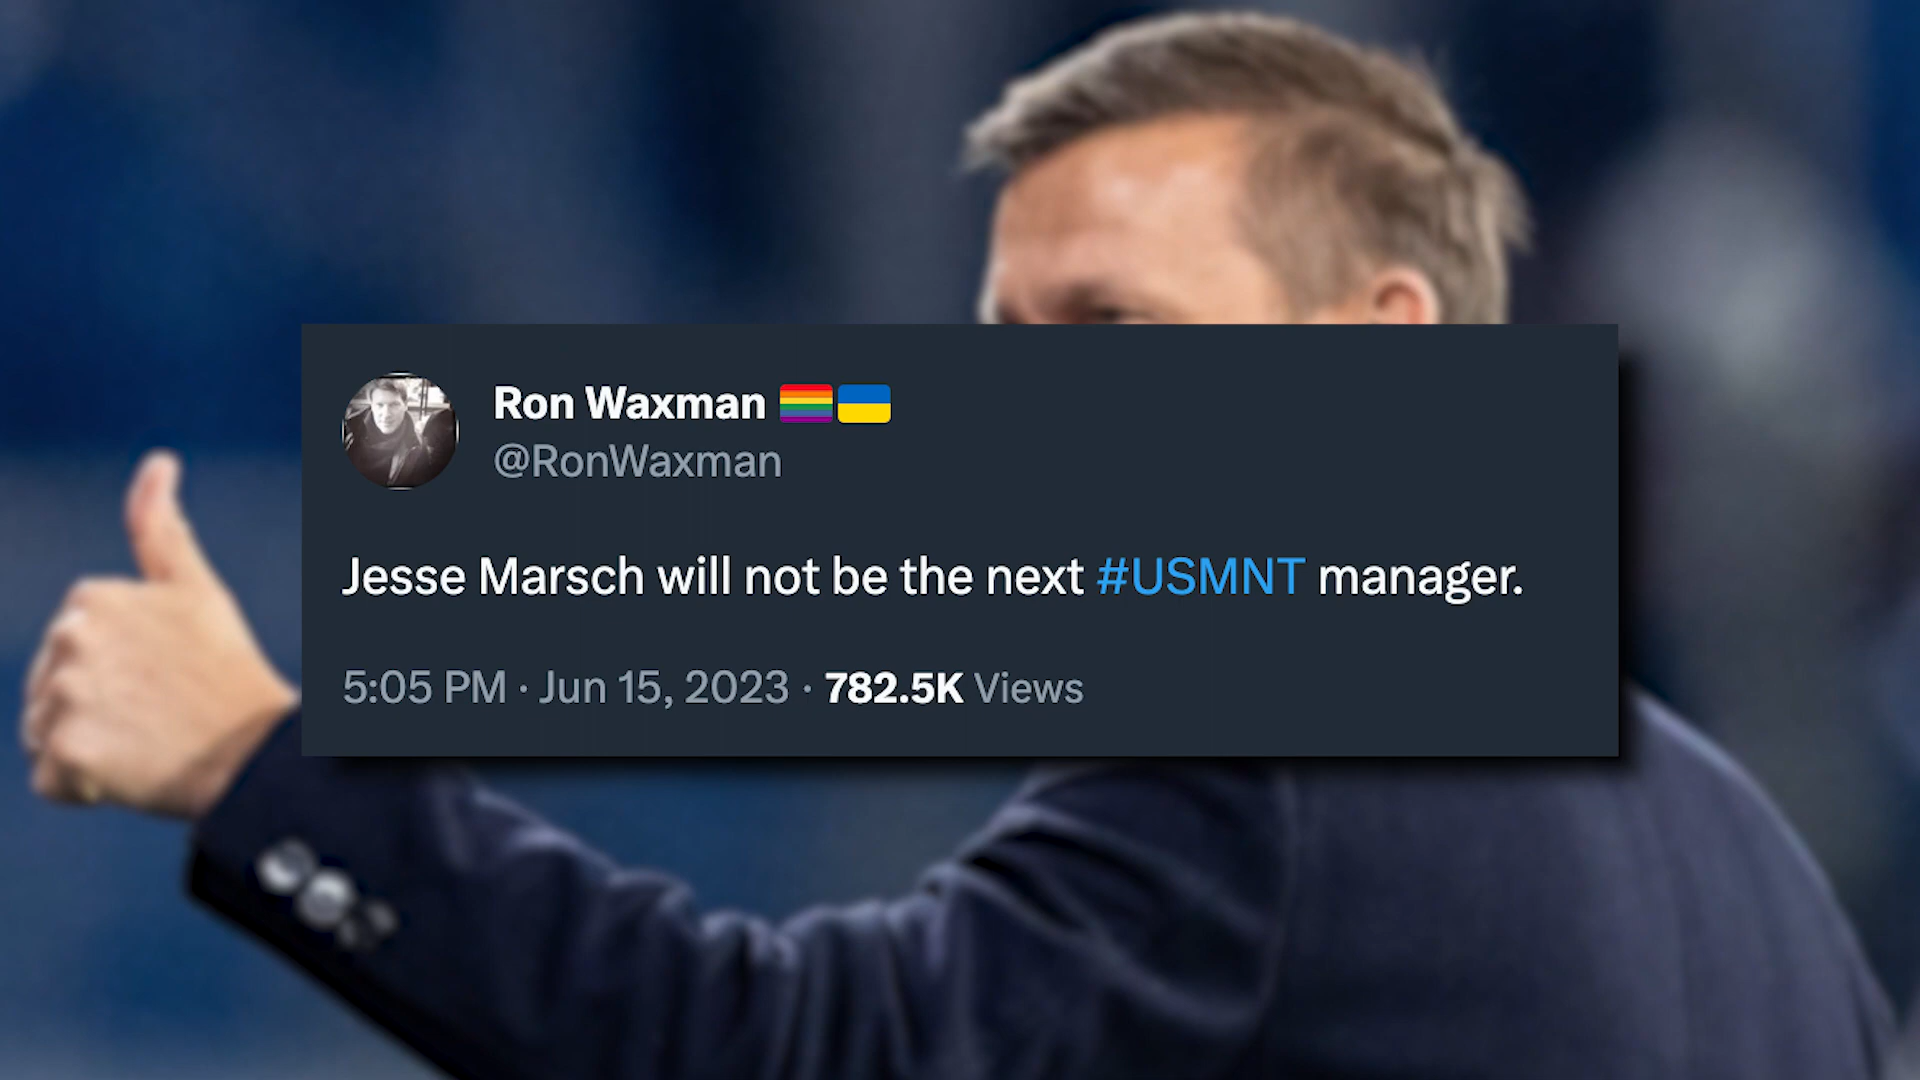 Ron Waxman 🏳️‍🌈🇺🇦
@RonWaxman
Jesse Marsch will not be the next #USMNT manager.
5:05 PM · Jun 15, 2023 · 782.5K Views